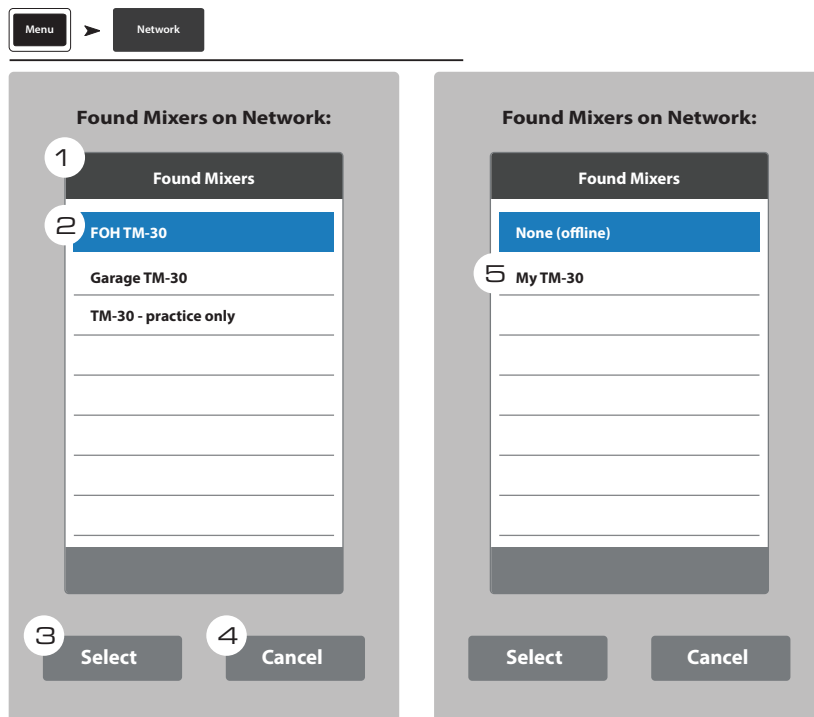 Menu
Network
Found Mixers on Network:
1
Found Mixers
2
FOH TM-30
Garage TM-30
TM-30 - practice only
3
Select
4
Cancel
Found Mixers on Network:
Found Mixers
None (offline)
5
My TM-30
Select
Cancel